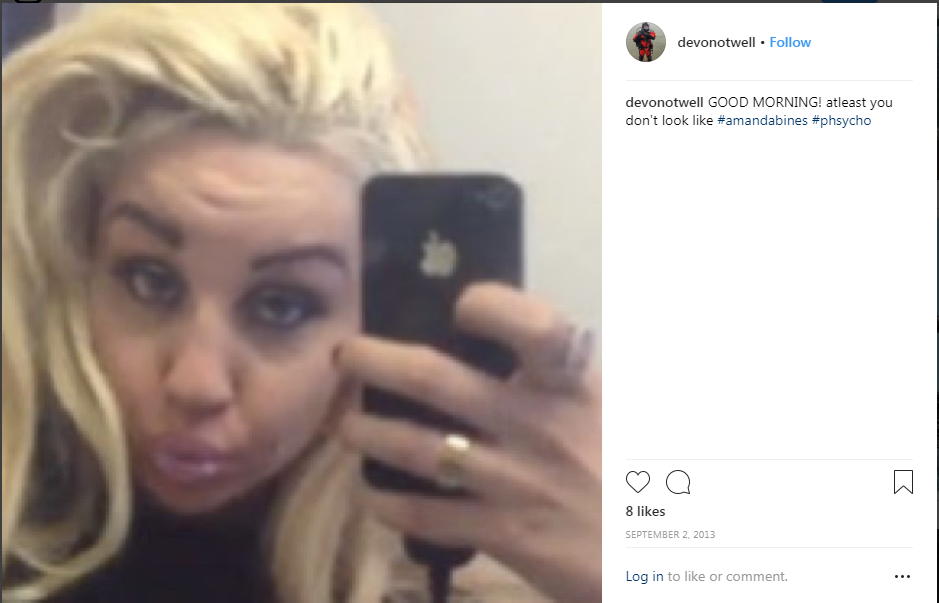 devonotwell • Follow
devonotwell GOOD MORNING! atleast you
don't look like #amandabines #phsycho
8 likes
SEPTEMBER 2, 2013
Log in to like or comment.